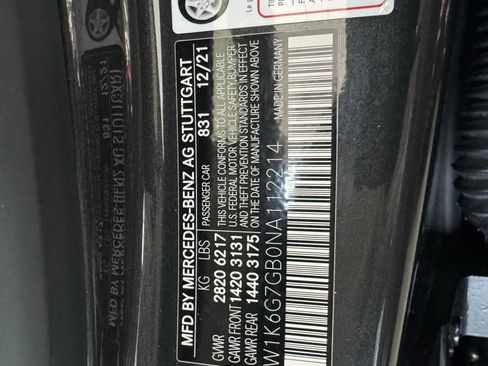 MFD BY MERCEDES-BENZ AG STUTTGART
831 12/21
PASSENGER CAR
KG LBS
GVWR 2820 6217
GAWR FRONT 1420 3131
GAWR REAR 1440 3175
THIS VEHICLE CONFORMS TO ALL APPLICABLE
U.S. FEDERAL MOTOR VEHICLE SAFETY BUMPER
AND THEFT PREVENTION STANDARDS IN EFFECT
ON THE DATE OF MANUFACTURE SHOWN ABOVE
MADE IN GERMANY
W1K6G7GB0NA112214